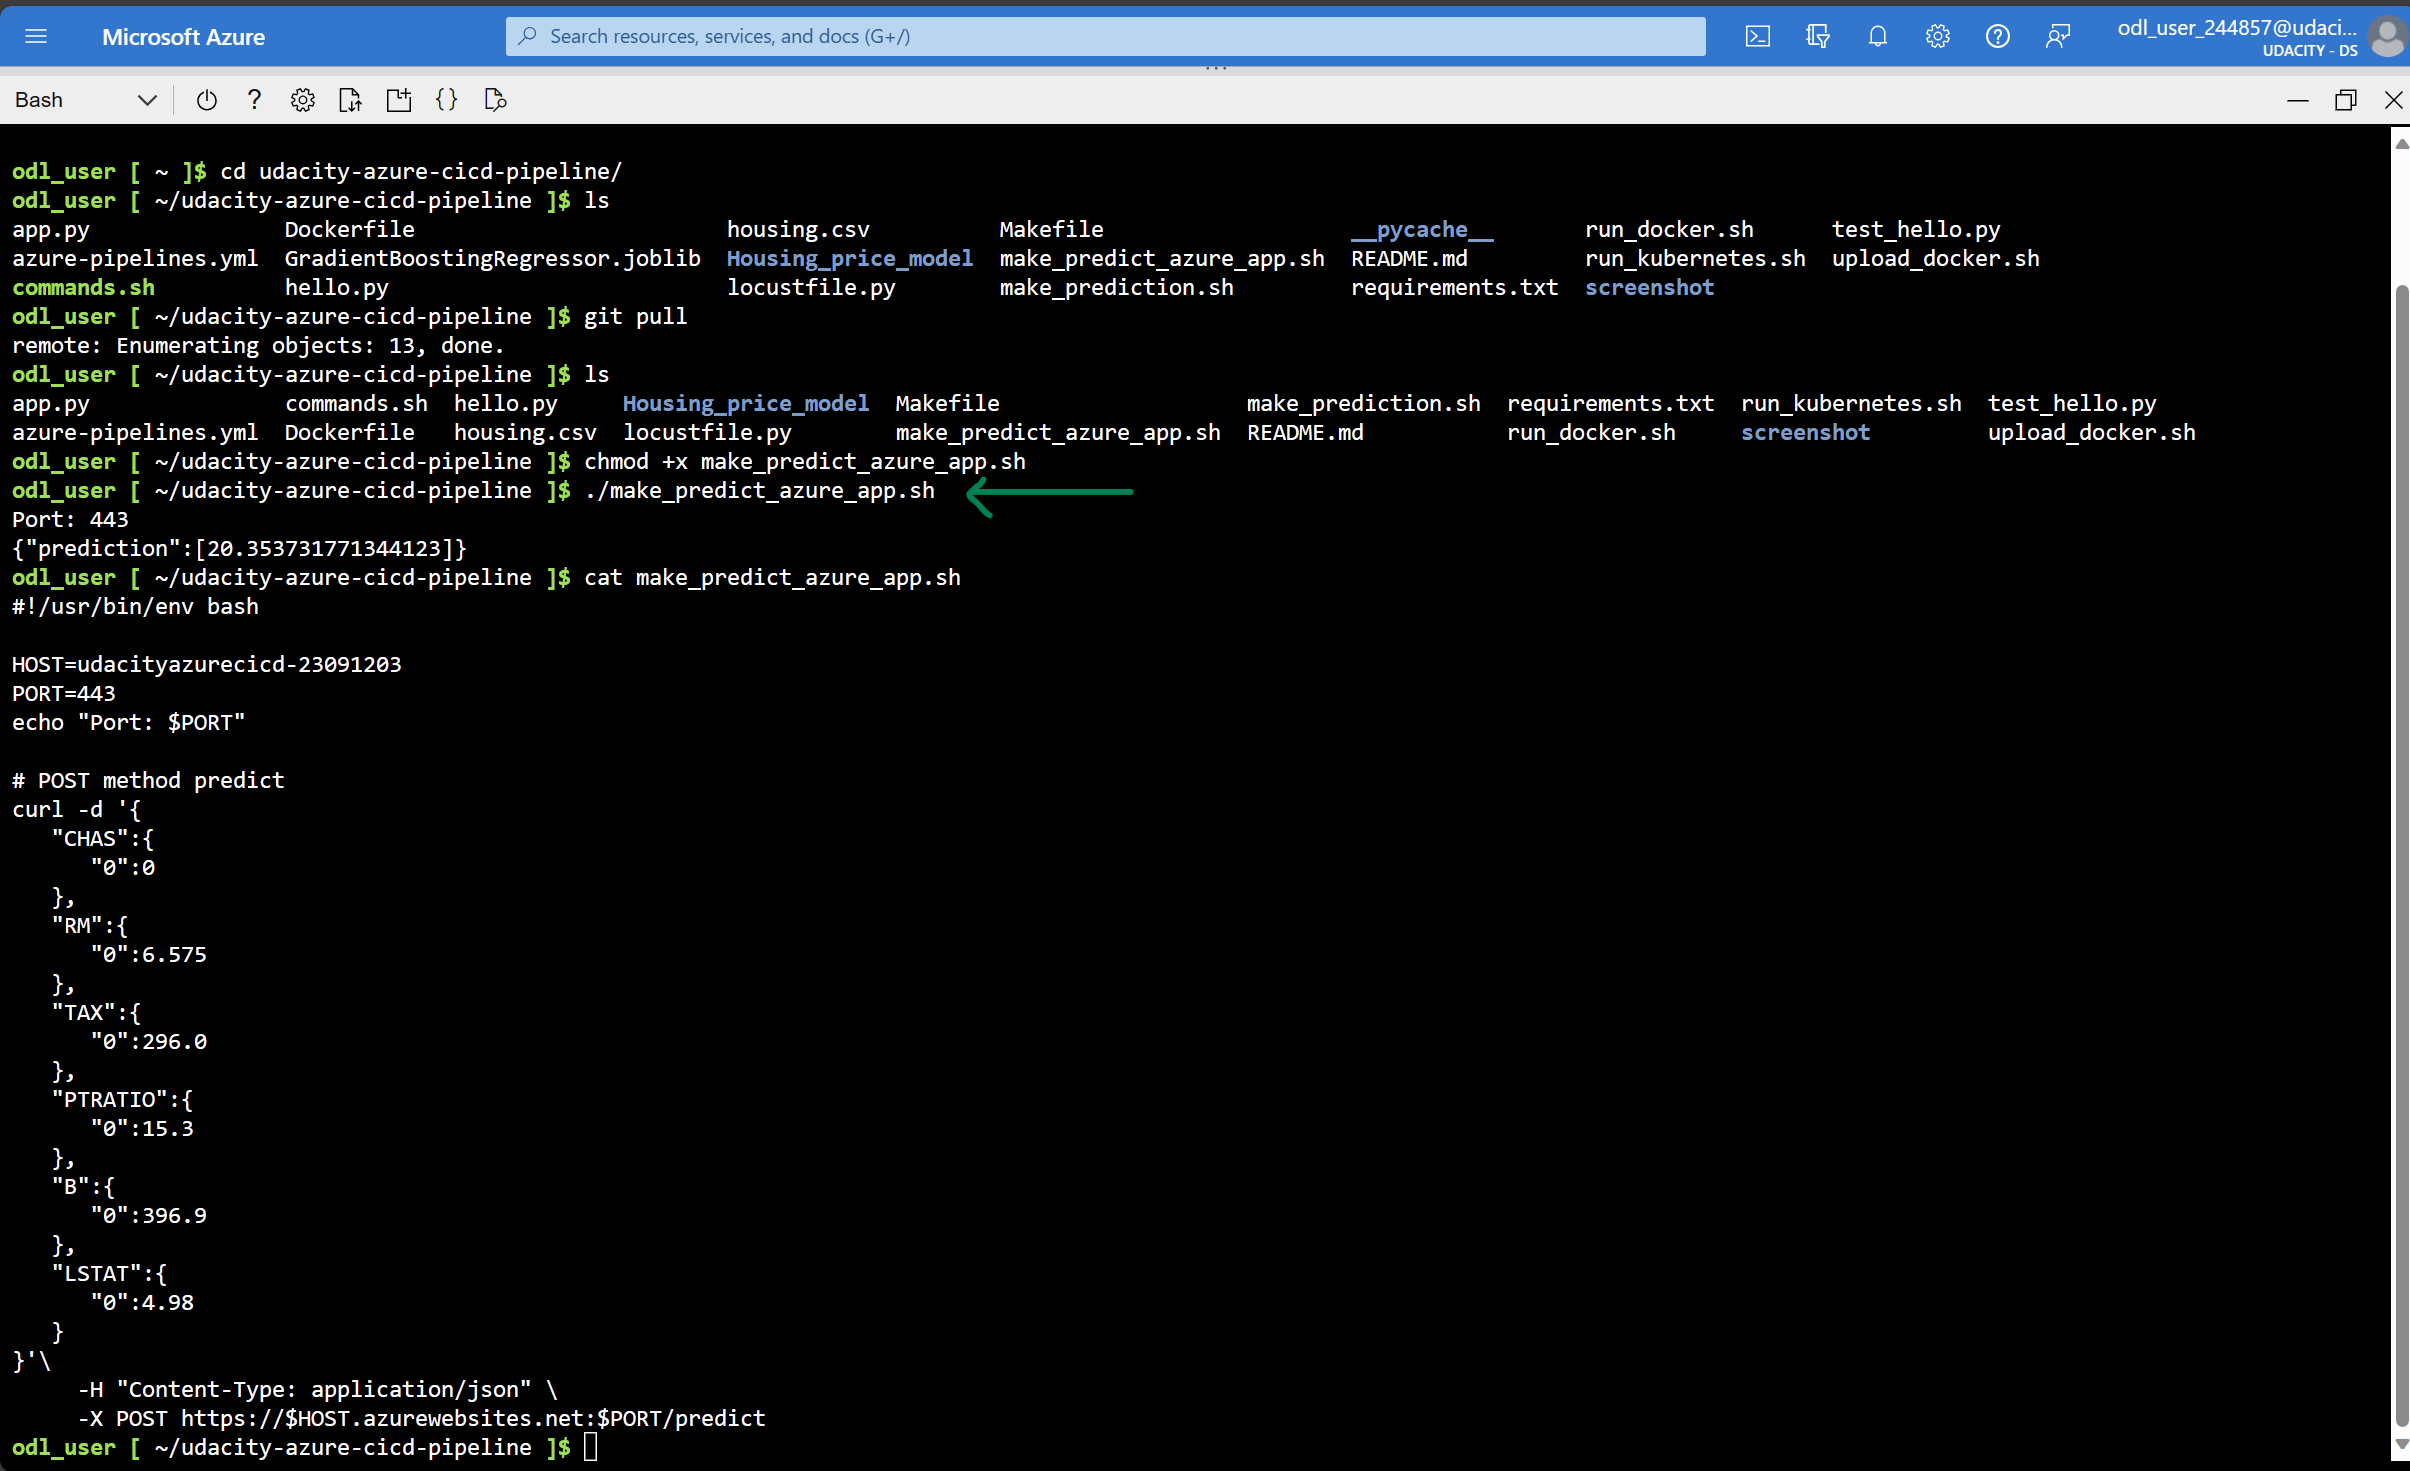 Microsoft Azure
Search resources, services, and docs (G+/)
odl_user_244857@udaci...
UDACITY - DS
Bash
odl_user [ ~ ]$ cd udacity-azure-cicd-pipeline/
odl_user [ ~/udacity-azure-cicd-pipeline ]$ ls
app.py Dockerfile housing.csv Makefile __pycache__ run_docker.sh test_hello.py
azure-pipelines.yml GradientBoostingRegressor.joblib Housing_price_model make_predict_azure_app.sh README.md run_kubernetes.sh upload_docker.sh
commands.sh hello.py locustfile.py make_prediction.sh requirements.txt screenshot
odl_user [ ~/udacity-azure-cicd-pipeline ]$ git pull
remote: Enumerating objects: 13, done.
odl_user [ ~/udacity-azure-cicd-pipeline ]$ ls
app.py commands.sh hello.py Housing_price_model Makefile make_prediction.sh requirements.txt run_kubernetes.sh test_hello.py
azure-pipelines.yml Dockerfile housing.csv locustfile.py make_predict_azure_app.sh README.md run_docker.sh screenshot upload_docker.sh
odl_user [ ~/udacity-azure-cicd-pipeline ]$ chmod +x make_predict_azure_app.sh
odl_user [ ~/udacity-azure-cicd-pipeline ]$ ./make_predict_azure_app.sh
Port: 443
{"prediction":[20.353731771344123]}
odl_user [ ~/udacity-azure-cicd-pipeline ]$ cat make_predict_azure_app.sh
#!/usr/bin/env bash
HOST=udacityazurecicd-23091203
PORT=443
echo "Port: $PORT"
# POST method predict
curl -d '{
"CHAS":{
"0":0
},
"RM":{
"0":6.575
},
"TAX":{
"0":296.0
},
"PTRATIO":{
"0":15.3
},
"B":{
"0":396.9
},
"LSTAT":{
"0":4.98
}
}'\
-H "Content-Type: application/json" \
-X POST https://$HOST.azurewebsites.net:$PORT/predict
odl_user [ ~/udacity-azure-cicd-pipeline ]$